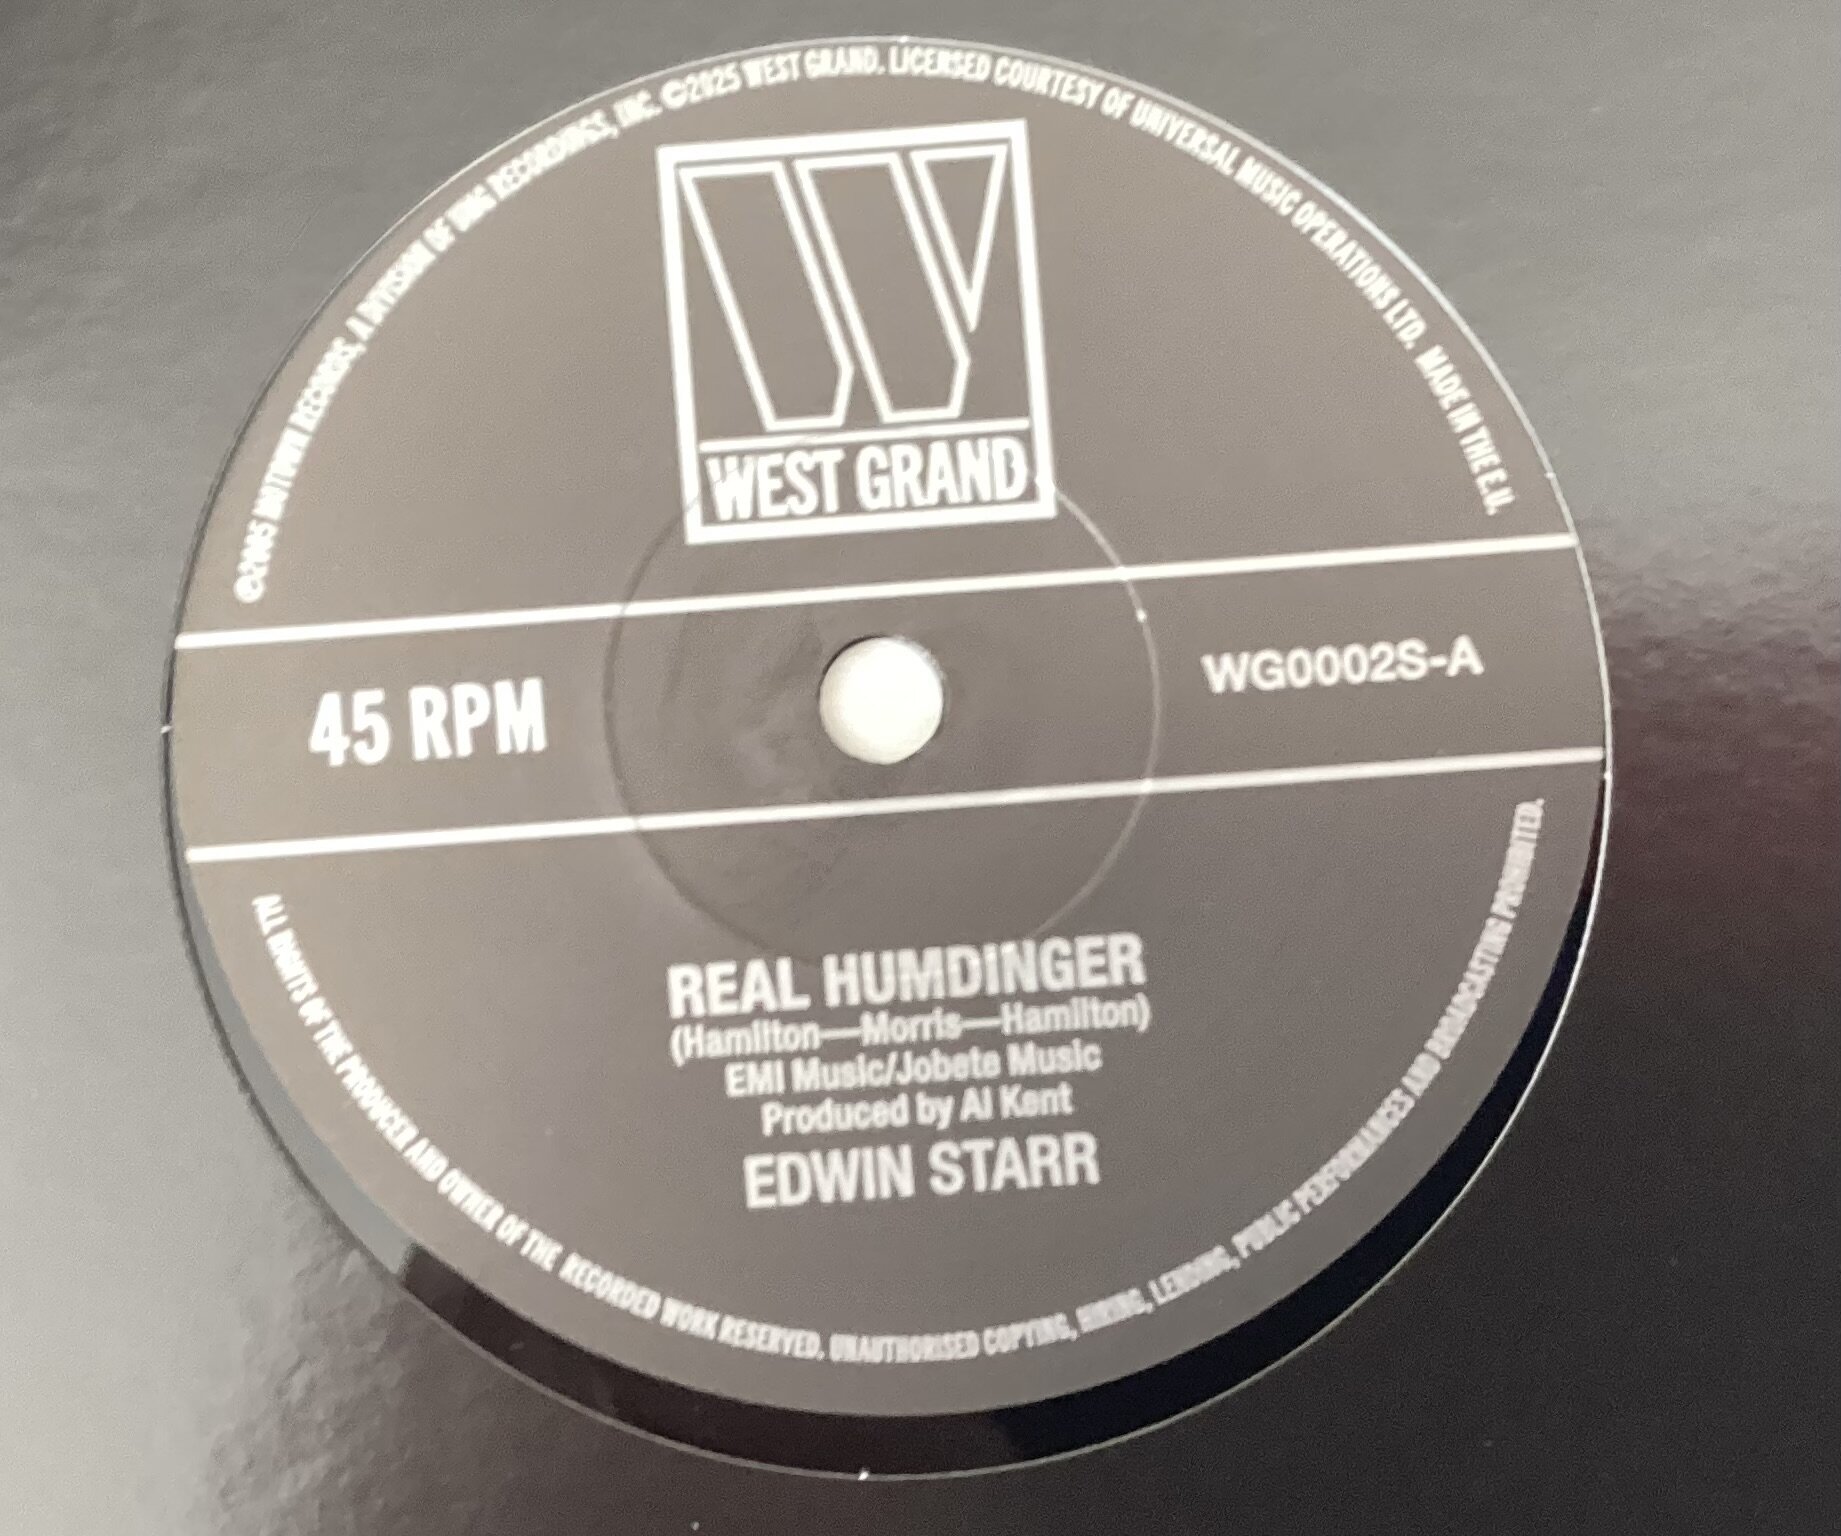 ℗2005 MOTOWN RECORDS, A DIVISION OF UMG RECORDINGS, INC. ©2025 WEST GRAND. LICENSED COURTESY OF UNIVERSAL MUSIC OPERATIONS LTD. MADE IN THE E.U.
W
WEST GRAND
45 RPM
WG0002S-A
REAL HUMDINGER
(Hamilton—Morris—Hamilton)
EMI Music/Jobete Music
Produced by Al Kent
EDWIN STARR
ALL RIGHTS OF THE PRODUCER AND OWNER OF THE RECORDED WORK RESERVED. UNAUTHORISED COPYING, HIRING, LENDING, PUBLIC PERFORMANCES AND BROADCASTING PROHIBITED.